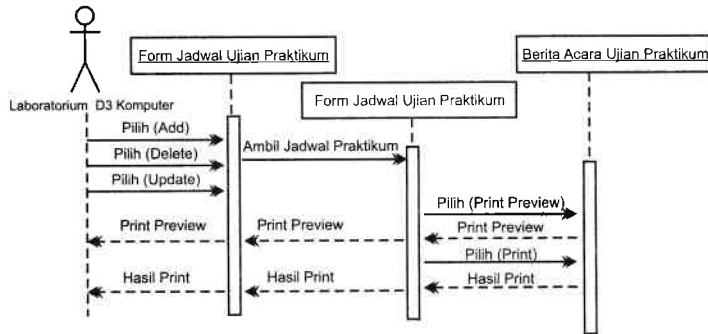 Form Jadwal Ujian Praktikum
Berita Acara Ujian Praktikum
Laboratorium D3 Komputer
Form Jadwal Ujian Praktikum
Pilih (Add)
Ambil Jadwal Praktikum
Pilih (Delete)
Pilih (Update)
Pilih (Print Preview)
Print Preview
Print Preview
Print Preview
Pilih (Print)
Hasil Print
Hasil Print
Hasil Print